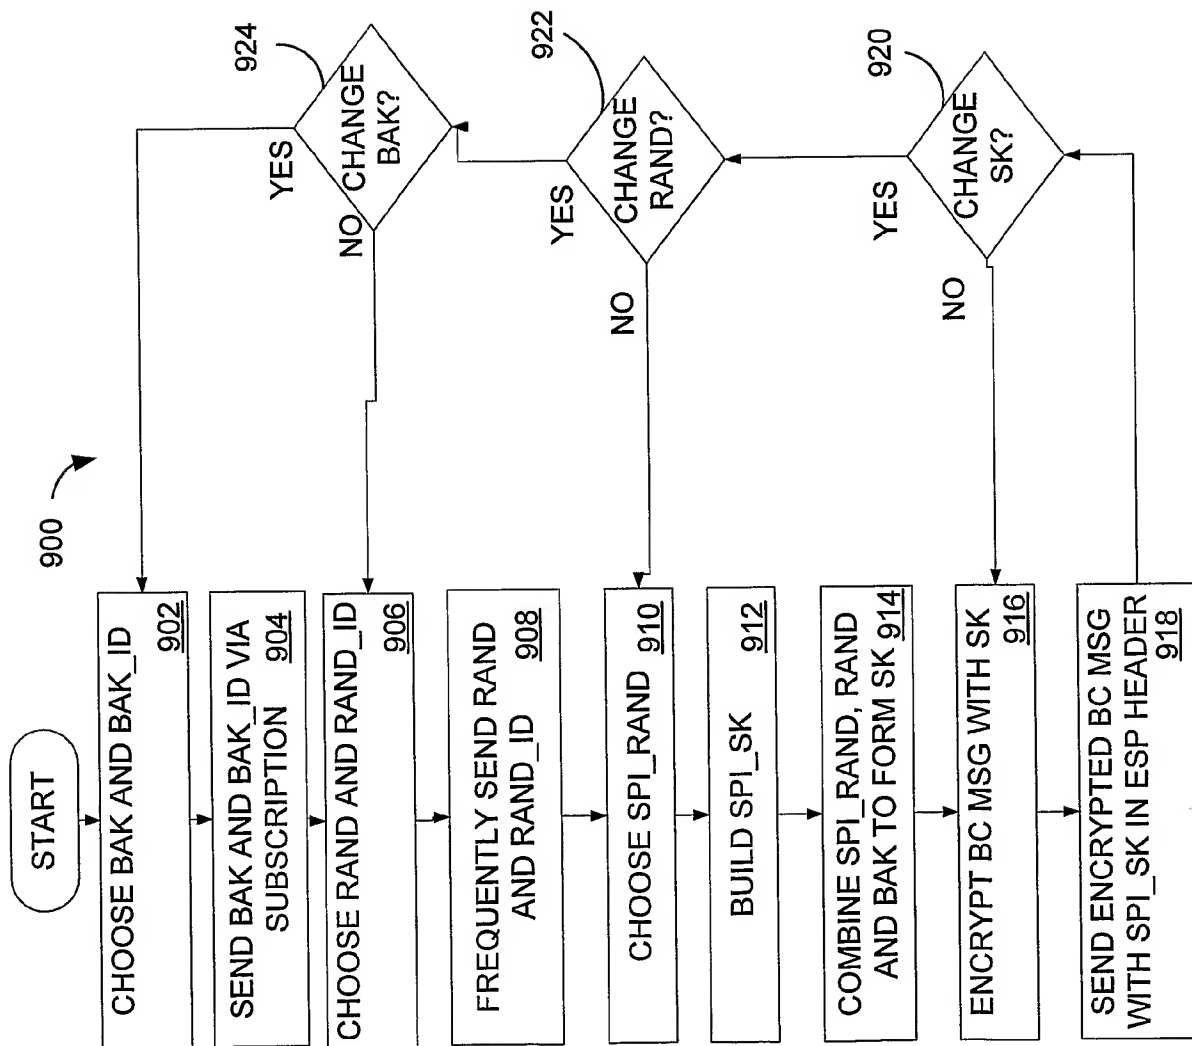 900
START
CHOOSE BAK AND BAK_ID
902
SEND BAK AND BAK_ID VIA
SUBSCRIPTION 904
CHOOSE RAND AND RAND_ID
906
FREQUENTLY SEND RAND
AND RAND_ID 908
CHOOSE SPI_RAND
910
BUILD SPI_SK
912
COMBINE SPI_RAND, RAND
AND BAK TO FORM SK 914
ENCRYPT BC MSG WITH SK
916
SEND ENCRYPTED BC MSG
WITH SPI_SK IN ESP HEADER
918
CHANGE
SK?
920
YES
NO
CHANGE
RAND?
922
YES
NO
CHANGE
BAK?
924
YES
NO